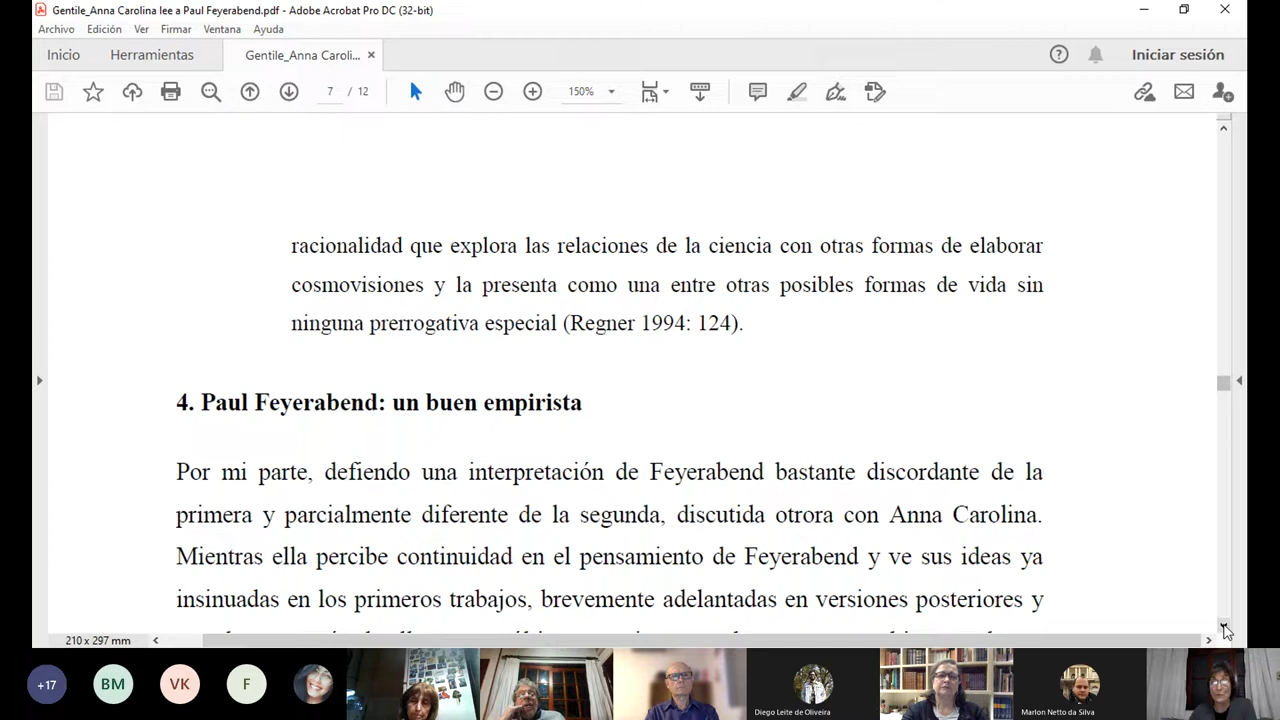 Gentile_Anna Carolina lee a Paul Feyerabend.pdf - Adobe Acrobat Pro DC (32-bit)
Archivo Edición Ver Firmar Ventana Ayuda
Inicio Herramientas Gentile_Anna Caroli... × Iniciar sesión
7 / 12 150%
racionalidad que explora las relaciones de la ciencia con otras formas de elaborar
cosmovisiones y la presenta como una entre otras posibles formas de vida sin
ninguna prerrogativa especial (Regner 1994: 124).
4. Paul Feyerabend: un buen empirista
Por mi parte, defiendo una interpretación de Feyerabend bastante discordante de la
primera y parcialmente diferente de la segunda, discutida otrora con Anna Carolina.
Mientras ella percibe continuidad en el pensamiento de Feyerabend y ve sus ideas ya
insinuadas en los primeros trabajos, brevemente adelantadas en versiones posteriores y
210 x 297 mm
+17 BM VK F
Diego Leite de Oliveira Marlon Netto da Silva